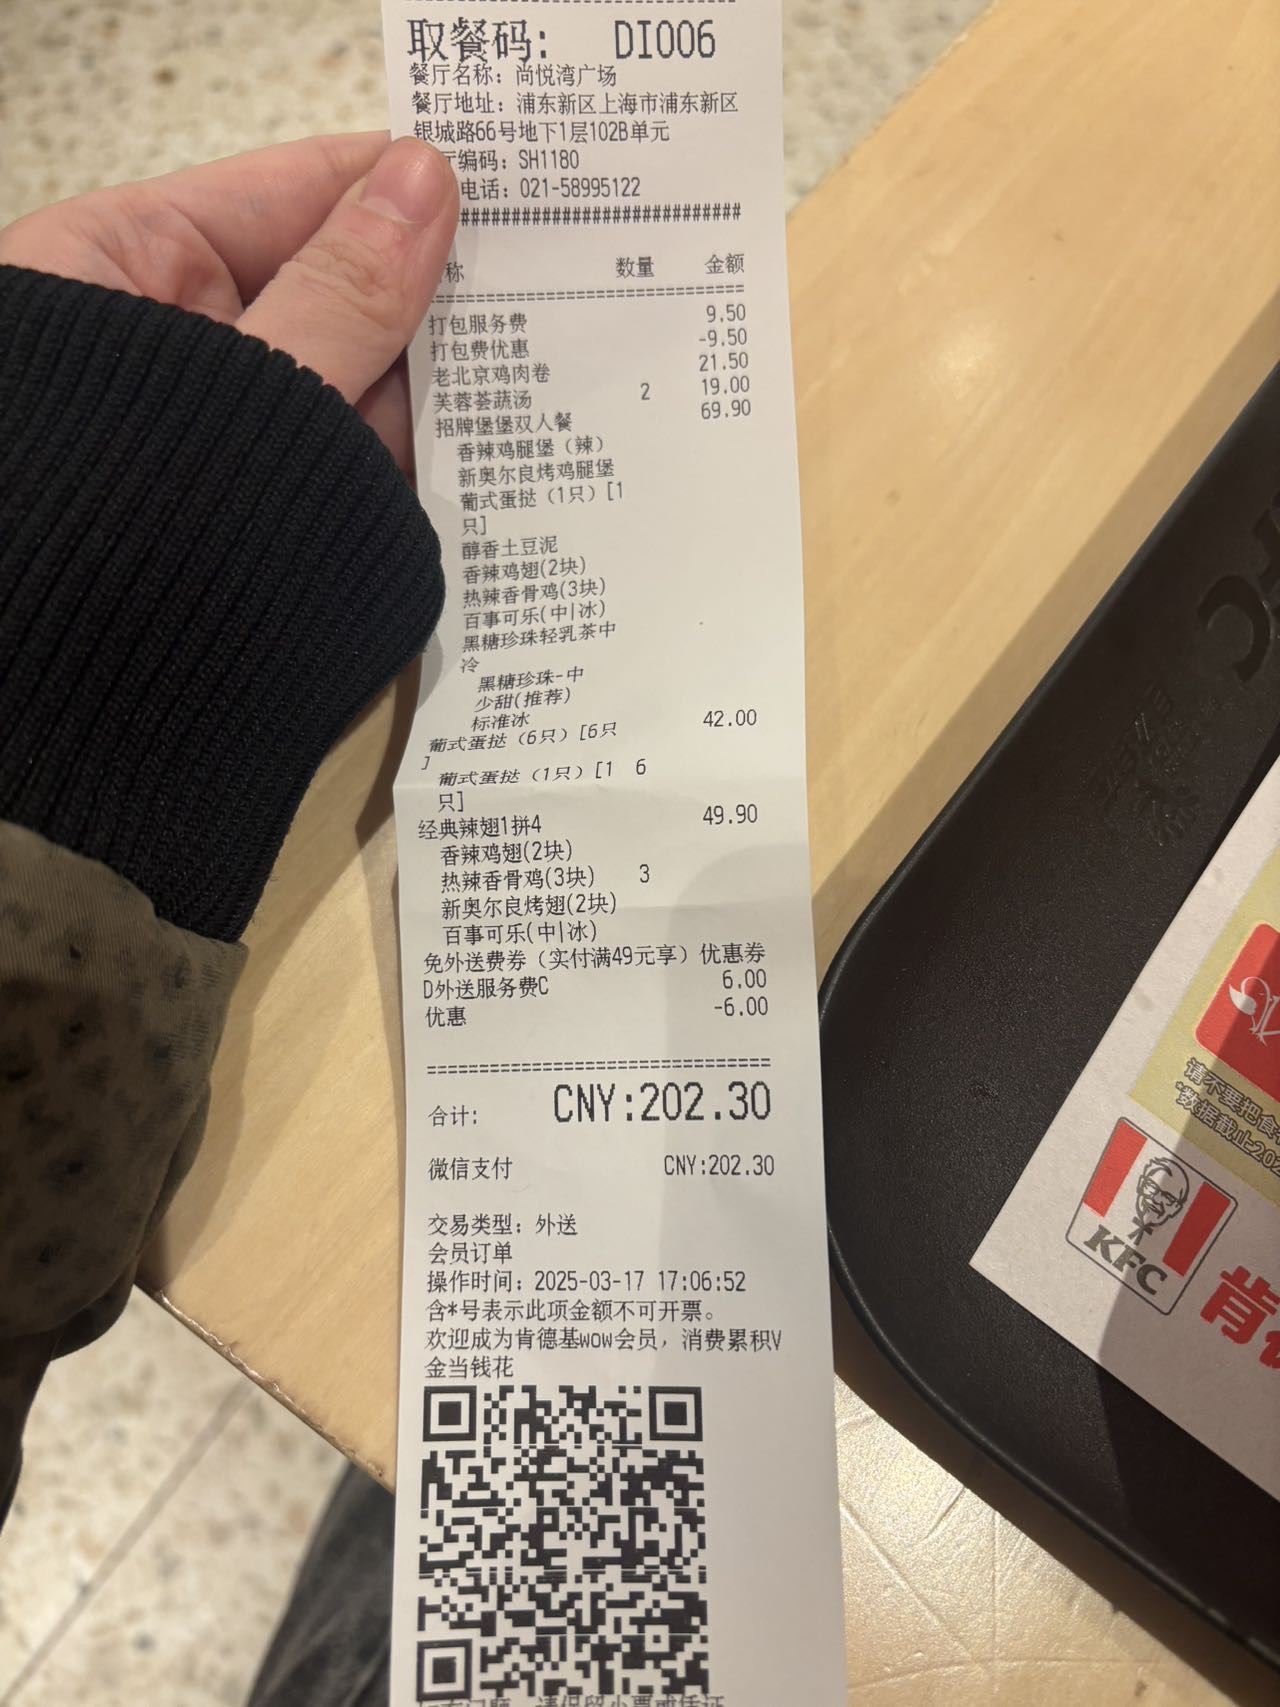 取餐码: DI006
餐厅名称: 尚悦湾广场
餐厅地址: 浦东新区上海市浦东新区
银城路66号地下1层102B单元
厅编码: SH1180
电话: 021-58995122
##########################
称 数量 金额
==============================
打包服务费 9.50
打包费优惠 -9.50
老北京鸡肉卷 21.50
芙蓉荟蔬汤 2 19.00
招牌堡堡双人餐 69.90
香辣鸡腿堡（辣）
新奥尔良烤鸡腿堡
葡式蛋挞（1只）[1
只]
醇香土豆泥
香辣鸡翅(2块)
热辣香骨鸡(3块)
百事可乐(中|冰)
黑糖珍珠轻乳茶中
冷
黑糖珍珠-中
少甜(推荐)
标准冰
葡式蛋挞（6只）[6只 42.00
]
葡式蛋挞（1只）[1 6
只]
经典辣翅1拼4 49.90
香辣鸡翅(2块)
热辣香骨鸡(3块) 3
新奥尔良烤翅(2块)
百事可乐(中|冰)
免外送费券（实付满49元享）优惠券
D外送服务费C 6.00
优惠 -6.00
==============================
合计: CNY:202.30
微信支付 CNY:202.30
交易类型: 外送
会员订单
操作时间: 2025-03-17 17:06:52
含*号表示此项金额不可开票。
欢迎成为肯德基wow会员，消费累积V
金当钱花
请不要把食
*数据截止202
KFC
肯